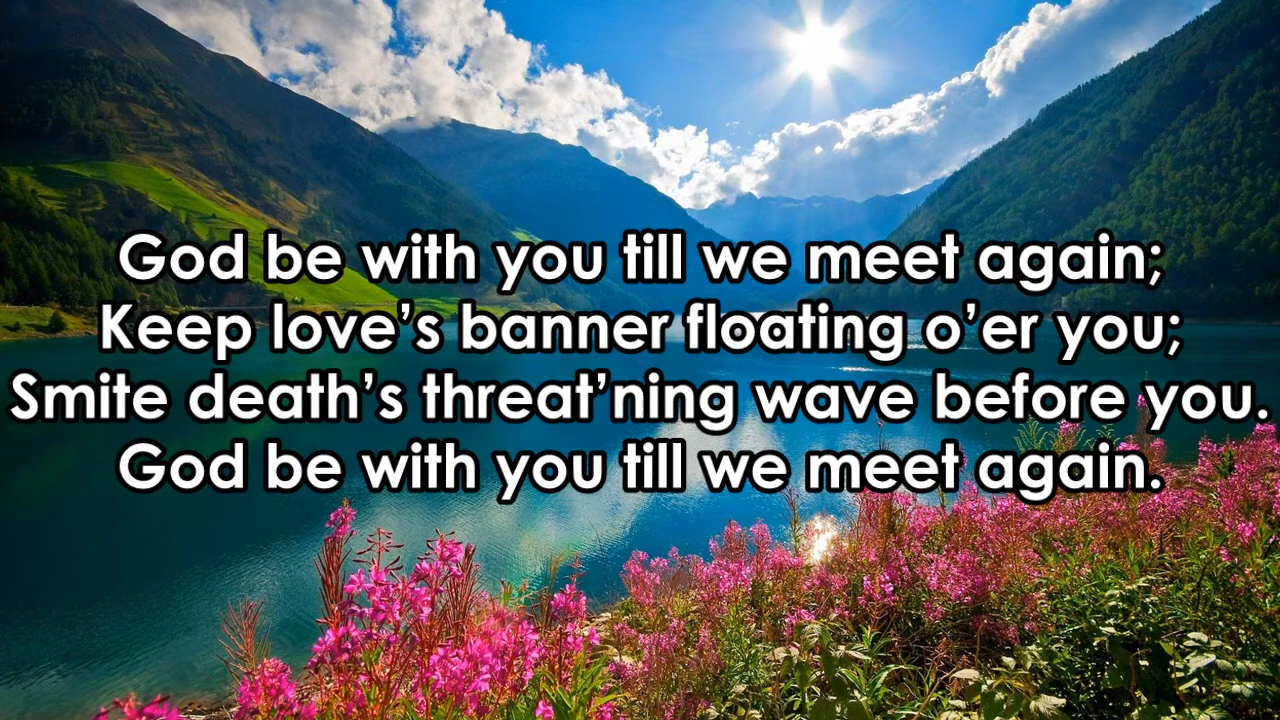 God be with you till we meet again;
Keep love’s banner floating o’er you;
Smite death’s threat’ning wave before you.
God be with you till we meet again.